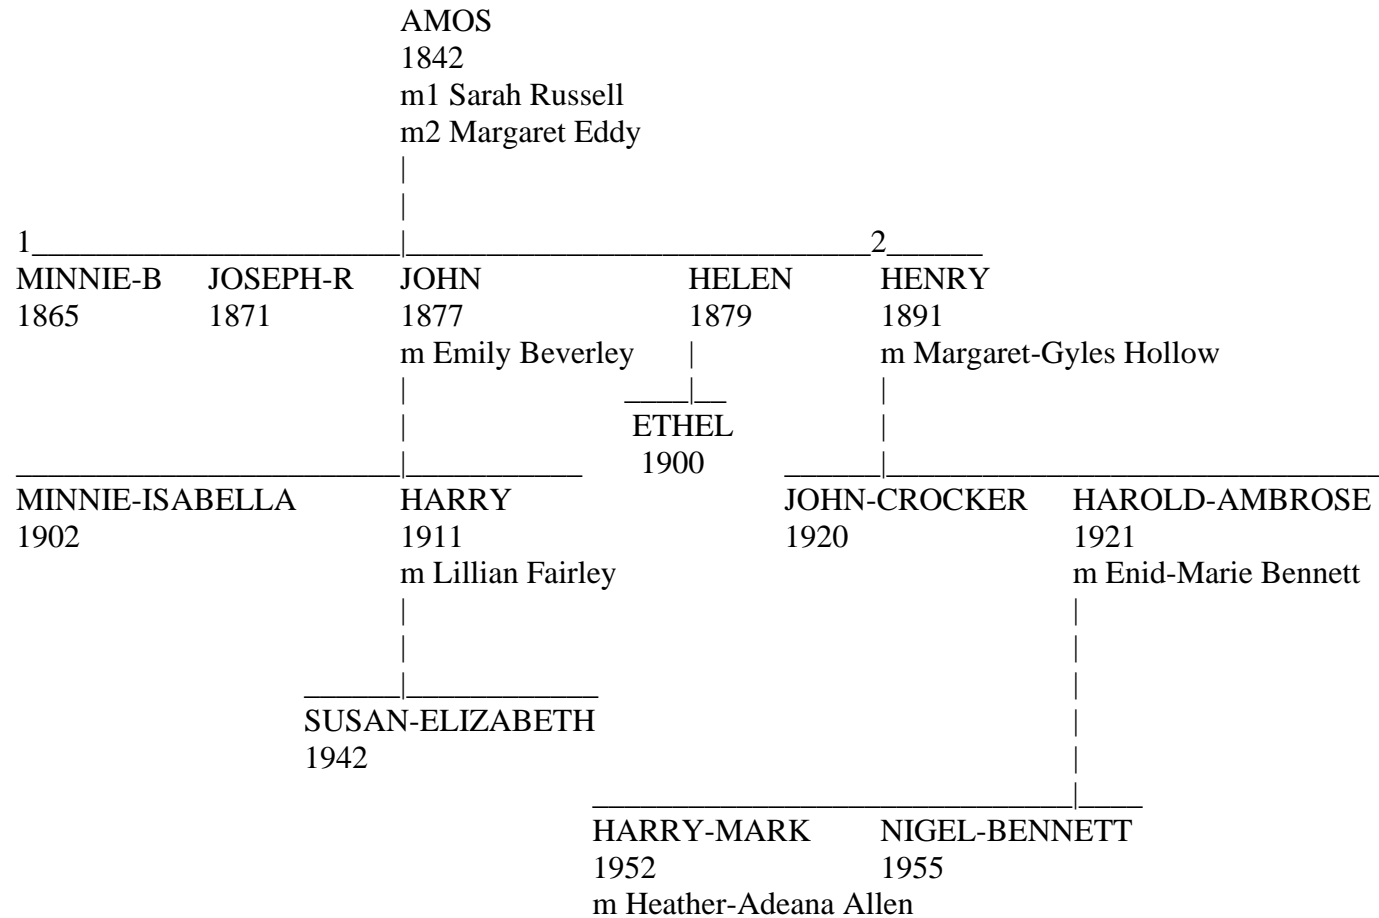 AMOS
1842
m1 Sarah Russell
m2 Margaret Eddy
1 2
MINNIE-B JOSEPH-R JOHN HELEN HENRY
1865 1871 1877 1879 1891
m Emily Beverley m Margaret-Gyles Hollow
ETHEL
1900
MINNIE-ISABELLA HARRY JOHN-CROCKER HAROLD-AMBROSE
1902 1911 1920 1921
m Lillian Fairley m Enid-Marie Bennett
SUSAN-ELIZABETH
1942
HARRY-MARK NIGEL-BENNETT
1952 1955
m Heather-Adeana Allen